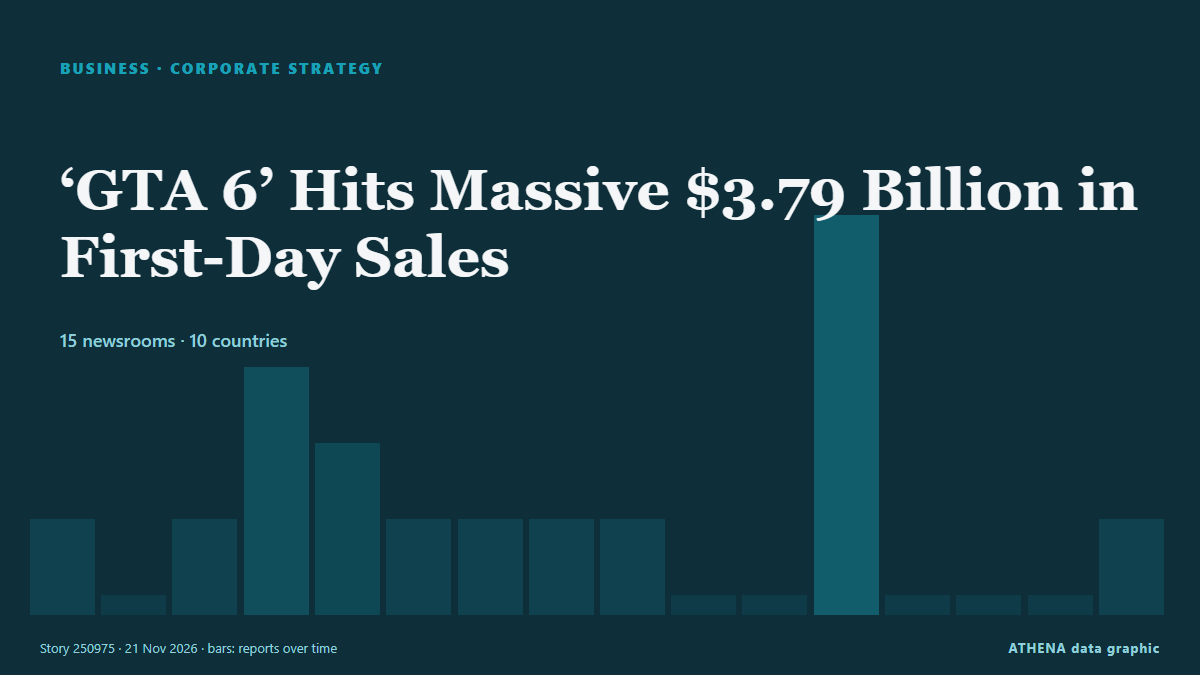 BUSINESS · CORPORATE STRATEGY
‘GTA 6’ Hits Massive $3.79 Billion in
First-Day Sales
15 newsrooms · 10 countries
Story 250975 · 21 Nov 2026 · bars: reports over time
ATHENA data graphic